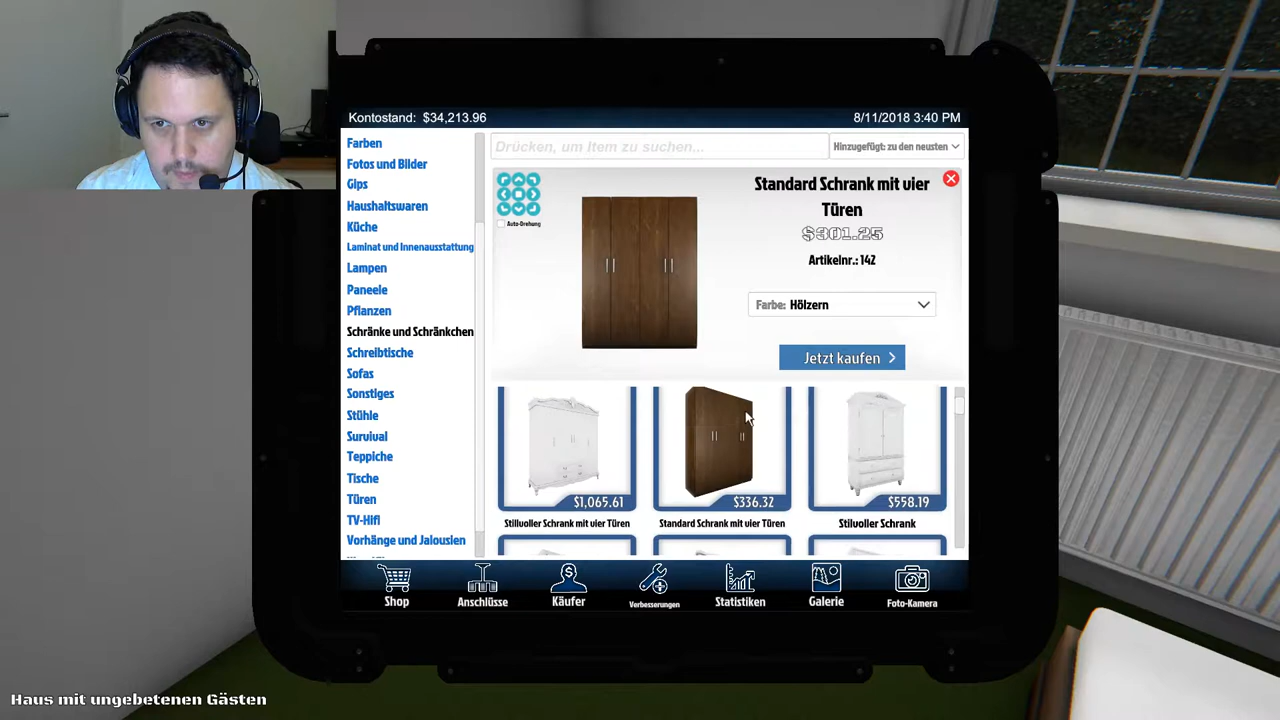 Kontostand: $34,213.96
8/11/2018 3:40 PM
Farben
Fotos und Bilder
Gips
Haushaltswaren
Küche
Laminat und Innenausstattung
Lampen
Paneele
Pflanzen
Schränke und Schränkchen
Schreibtische
Sofas
Sonstiges
Stühle
Survival
Teppiche
Tische
Türen
TV-Hifi
Vorhänge und Jalousien
Drücken, um Item zu suchen...
Hinzugefügt: zu den neusten
Auto-Drehung
Standard Schrank mit vier
Türen
$301.25
Artikelnr.: 142
Farbe: Hölzern
Jetzt kaufen
$1,065.61
$336.32
$558.19
Stillvoller Schrank mit vier Türen
Standard Schrank mit vier Türen
Stilvoller Schrank
Shop
Anschlüsse
Käufer
Verbesserungen
Statistiken
Galerie
Foto-Kamera
Haus mit ungebetenen Gästen